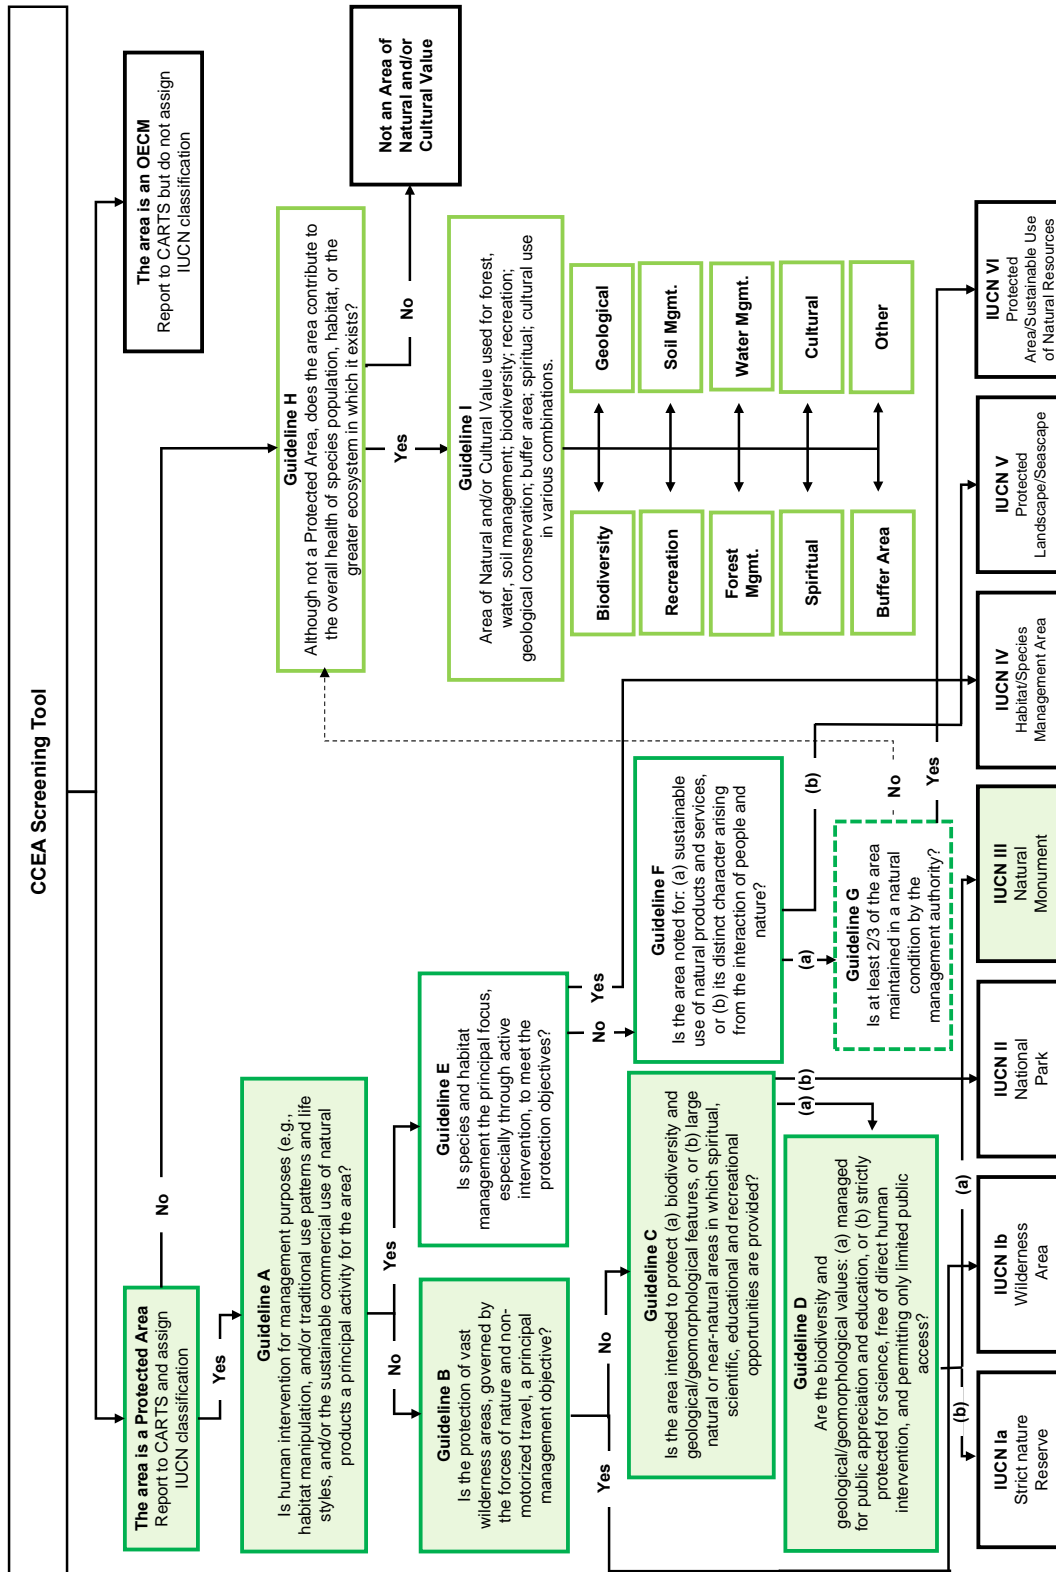 CCEA Screening Tool
The area is a Protected Area
Report to CARTS and assign
IUCN classification
The area is an OECM
Report to CARTS but do not assign
IUCN classification
Yes
No
Guideline A
Is human intervention for management purposes (e.g.,
habitat manipulation, and/or traditional use patterns and life
styles, and/or the sustainable commercial use of natural
products a principal activity for the area?
Guideline H
Although not a Protected Area, does the area contribute to
the overall health of species population, habitat, or the
greater ecosystem in which it exists?
Not an Area of
Natural and/or
Cultural Value
No
Yes
Yes
No
Guideline B
Is the protection of vast
wilderness areas, governed by
the forces of nature and non-
motorized travel, a principal
management objective?
Guideline E
Is species and habitat
management the principal focus,
especially through active
intervention, to meet the
protection objectives?
Guideline I
Area of Natural and/or Cultural Value used for forest,
water, soil management; biodiversity; recreation;
geological conservation; buffer area; spiritual; cultural use
in various combinations.
Yes
No
No
Yes
Biodiversity
Geological
Recreation
Soil Mgmt.
Forest
Mgmt.
Water Mgmt.
Spiritual
Cultural
Buffer Area
Other
Guideline C
Is the area intended to protect (a) biodiversity and
geological/geomorphological features, or (b) large
natural or near-natural areas in which spiritual,
scientific, educational and recreational
opportunities are provided?
Guideline F
Is the area noted for: (a) sustainable
use of natural products and services,
or (b) its distinct character arising
from the interaction of people and
nature?
(a)
(b)
(a)
(b)
Guideline D
Are the biodiversity and
geological/geomorphological values: (a) managed
for public appreciation and education, or (b) strictly
protected for science, free of direct human
intervention, and permitting only limited public
access?
Guideline G
Is at least 2/3 of the area
maintained in a natural
condition by the
management authority?
No
Yes
(b)
(a)
IUCN Ia
Strict nature
Reserve
IUCN Ib
Wilderness
Area
IUCN II
National
Park
IUCN III
Natural
Monument
IUCN IV
Habitat/Species
Management Area
IUCN V
Protected
Landscape/Seascape
IUCN VI
Protected
Area/Sustainable Use
of Natural Resources